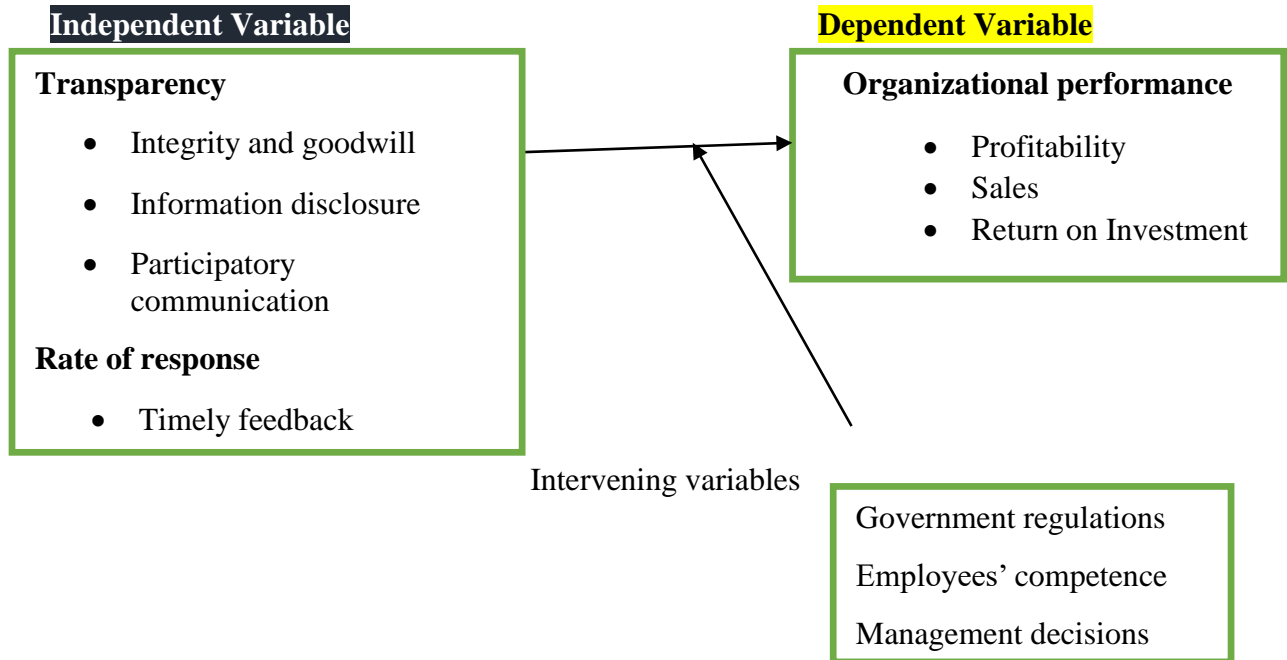 Independent Variable
Dependent Variable
Transparency
• Integrity and goodwill
• Information disclosure
• Participatory
communication
Rate of response
• Timely feedback
Organizational performance
• Profitability
• Sales
• Return on Investment
Intervening variables
Government regulations
Employees’ competence
Management decisions